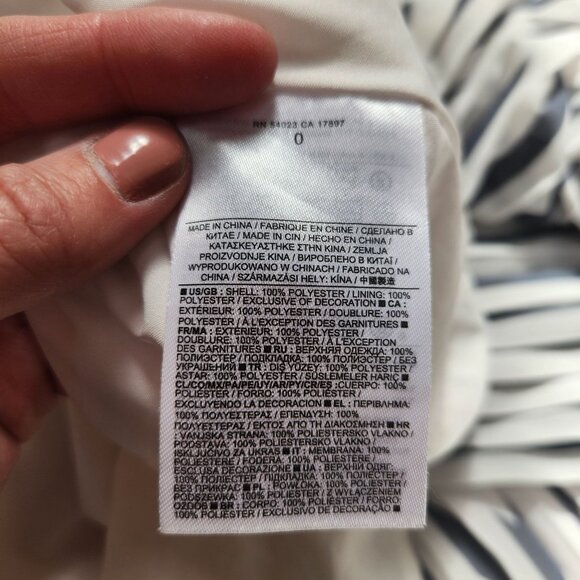 RN 54023 CA 17897
0
MADE IN CHINA / FABRIQUE EN CHINE / СДЕЛАНО В
КИТАЕ / MADE IN CIN / HECHO EN CHINA /
ΚΑΤΑΣΚΕΥΑΣΤΗΚΕ ΣΤΗΝ ΚΙΝΑ / ZEMLJA
PROIZVODNJE KINA / ВИРОБЛЕНО В КИТАЇ /
WYPRODUKOWANO W CHINACH / FABRICADO NA
CHINA / SZÁRMAZÁSI HELY: KÍNA / 中國製造
■ US/GB : SHELL: 100% POLYESTER / LINING: 100%
POLYESTER / EXCLUSIVE OF DECORATION ■ CA :
EXTÉRIEUR: 100% POLYESTER / DOUBLURE: 100%
POLYESTER / À L'EXCEPTION DES GARNITURES ■
FR/MA : EXTÉRIEUR: 100% POLYESTER /
DOUBLURE: 100% POLYESTER / À L'EXCEPTION
DES GARNITURES ■ RU : ВЕРХНЯЯ ОДЕЖДА: 100%
ПОЛИЭСТЕР / ПОДКЛАДКА: 100% ПОЛИЭСТЕР / БЕЗ
УКРАШЕНИЙ ■ TR : DIŞ YÜZEY: 100% POLİESTER /
ASTAR: 100% POLİESTER / SÜSLEMELER HARİÇ ■
CL/CO/MX/PA/PE/UY/AR/PY/CR/ES : CUERPO: 100%
POLIÉSTER / FORRO: 100% POLIÉSTER /
EXCLUYENDO LA DECORACION ■ EL : ΠΕΡΙΒΛΗΜΑ:
100% ΠΟΛΥΕΣΤΕΡΑΣ / ΕΠΕΝΔΥΣΗ: 100%
ΠΟΛΥΕΣΤΕΡΑΣ / ΕΚΤΟΣ ΑΠΟ ΤΗ ΔΙΑΚΟΣΜΗΣΗ ■ HR
: VANJSKA STRANA: 100% POLIESTERSKO VLAKNO /
PODSTAVA: 100% POLIESTERSKO VLAKNO /
ISKLJUČIVO ZA UKRAS ■ IT : MEMBRANA: 100%
POLIESTERE / FODERA: 100% POLIESTERE /
ESCLUSA DECORAZIONE ■ UA : ВЕРХНІЙ ОДЯГ:
100% ПОЛІЕСТЕР / ПІДКЛАДКА: 100% ПОЛІЕСТЕР /
БЕЗ ПРИКРАС ■ PL : POWŁOKA: 100% POLIESTER /
PODSZEWKA: 100% POLIESTER / Z WYŁĄCZENIEM
OZDÓB ■ BR : CORPO: 100% POLIÉSTER / FORRO:
100% POLIÉSTER / EXCLUSIVO DE DECORAÇÃO ■